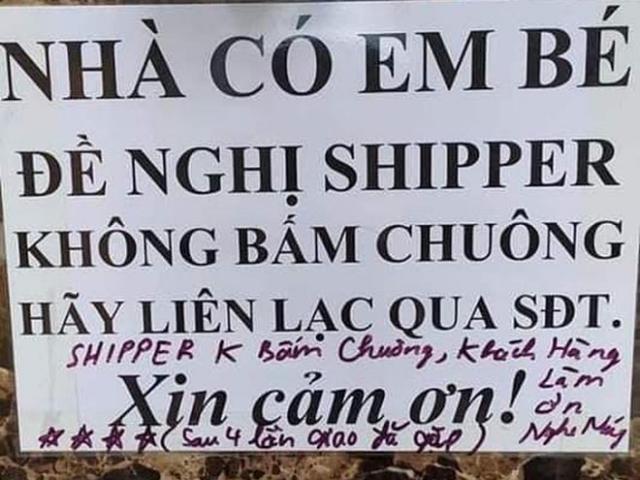 NHÀ CÓ EM BÉ
ĐỀ NGHỊ SHIPPER
KHÔNG BẤM CHUÔNG
HÃY LIÊN LẠC QUA SĐT.
SHIPPER K Bấm Chuông, Khách Hàng
Làm
ơn
Nghe Máy
Xin cảm ơn!
(Sau 4 lần giao đã gặp)